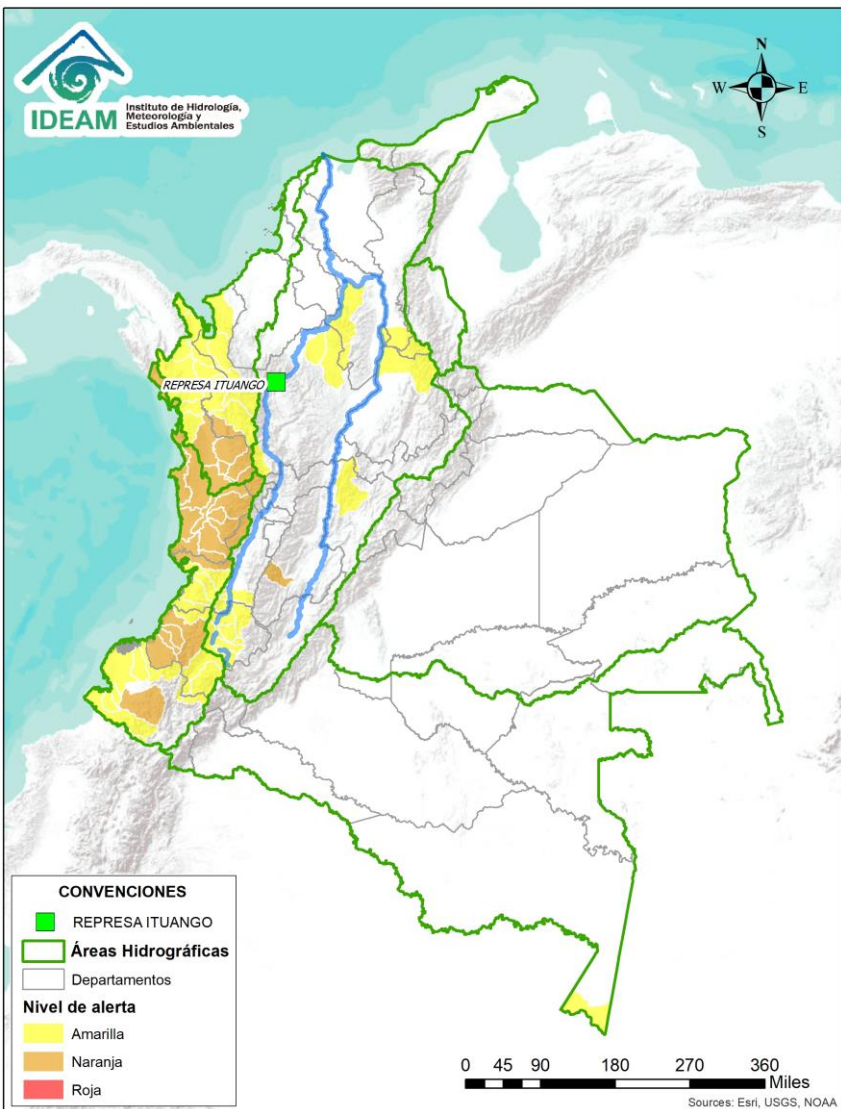 IDEAM
Instituto de Hidrología,
Meteorología y
Estudios Ambientales
N
W
E
S
REPRESA ITUANGO
CONVENCIONES
REPRESA ITUANGO
Áreas Hidrográficas
Departamentos
Nivel de alerta
Amarilla
Naranja
Roja
0 45 90 180 270 360
Miles
Sources: Esri, USGS, NOAA